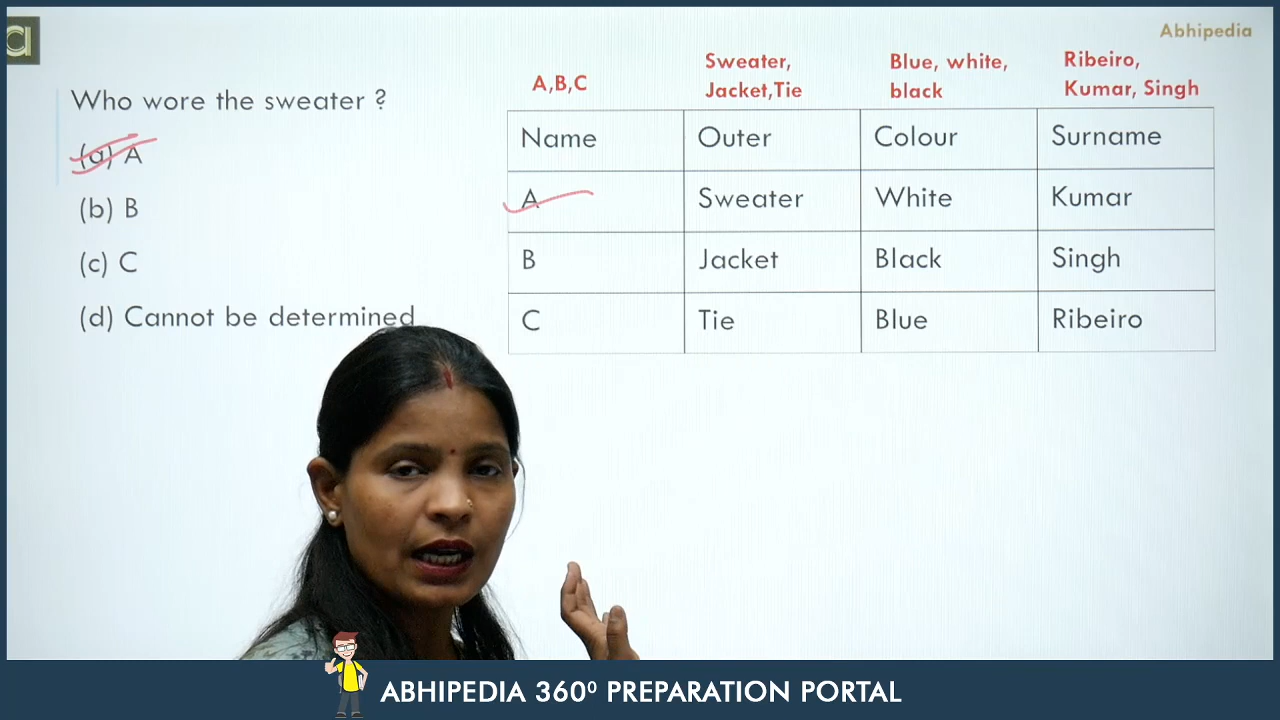 a
Abhipedia
Who wore the sweater ?
(a) A
(b) B
(c) C
(d) Cannot be determined
A,B,C
Sweater,
Jacket,Tie
Blue, white,
black
Ribeiro,
Kumar, Singh
Name Outer Colour Surname
A Sweater White Kumar
B Jacket Black Singh
C Tie Blue Ribeiro
ABHIPEDIA 360⁰ PREPARATION PORTAL